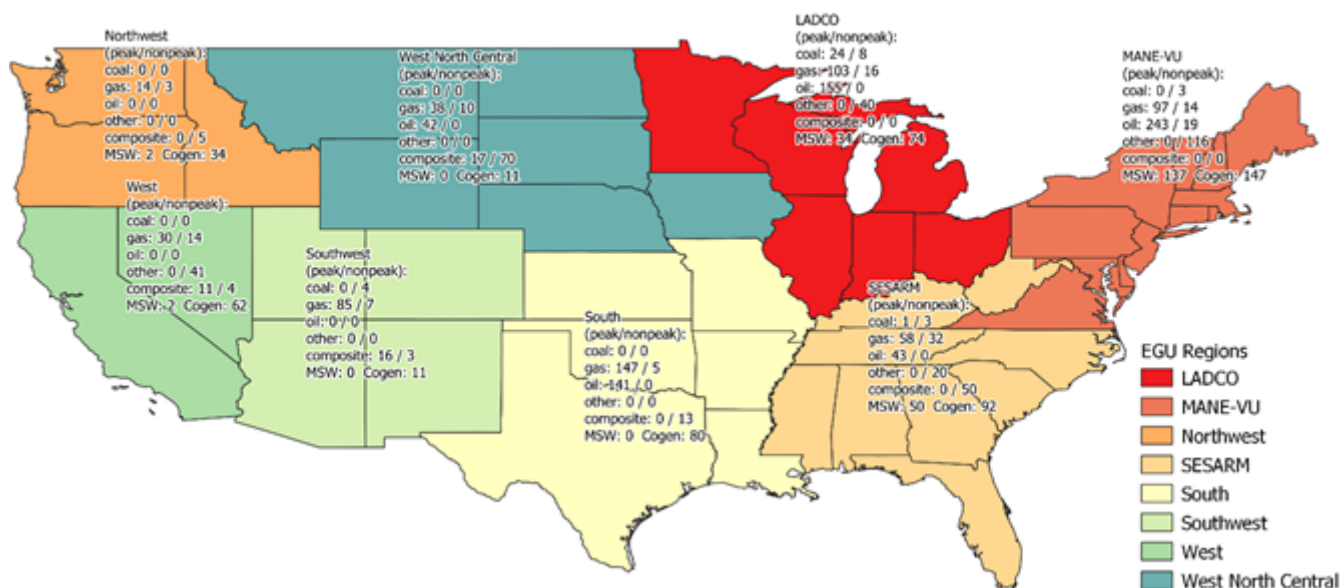 Northwest
(peak/nonpeak):
coal: 0 / 0
gas: 14 / 3
oil: 0 / 0
other: 0 / 0
composite: 0 / 5
MSW: 2 Cogen: 34
West North Central
(peak/nonpeak):
coal: 0 / 0
gas: 38 / 10
oil: 42 / 0
other: 0 / 0
composite: 17 / 70
MSW: 0 Cogen: 11
LADCO
(peak/nonpeak):
coal: 24 / 8
gas: 103 / 16
oil: 155 / 0
other: 0 / 40
composite: 0 / 0
MSW: 34 Cogen: 74
MANE-VU
(peak/nonpeak):
coal: 0 / 3
gas: 97 / 14
oil: 243 / 19
other: 0 / 116
composite: 0 / 0
MSW: 137 Cogen: 147
West
(peak/nonpeak):
coal: 0 / 0
gas: 30 / 14
oil: 0 / 0
other: 0 / 41
composite: 11 / 4
MSW: 2 Cogen: 62
Southwest
(peak/nonpeak):
coal: 0 / 4
gas: 85 / 7
oil: 0 / 0
other: 0 / 0
composite: 16 / 3
MSW: 0 Cogen: 11
South
(peak/nonpeak):
coal: 0 / 0
gas: 147 / 5
oil: 141 / 0
other: 0 / 0
composite: 0 / 13
MSW: 0 Cogen: 80
SESARM
(peak/nonpeak):
coal: 1 / 3
gas: 58 / 32
oil: 43 / 0
other: 0 / 20
composite: 0 / 50
MSW: 50 Cogen: 92
EGU Regions
LADCO
MANE-VU
Northwest
SESARM
South
Southwest
West
West North Central